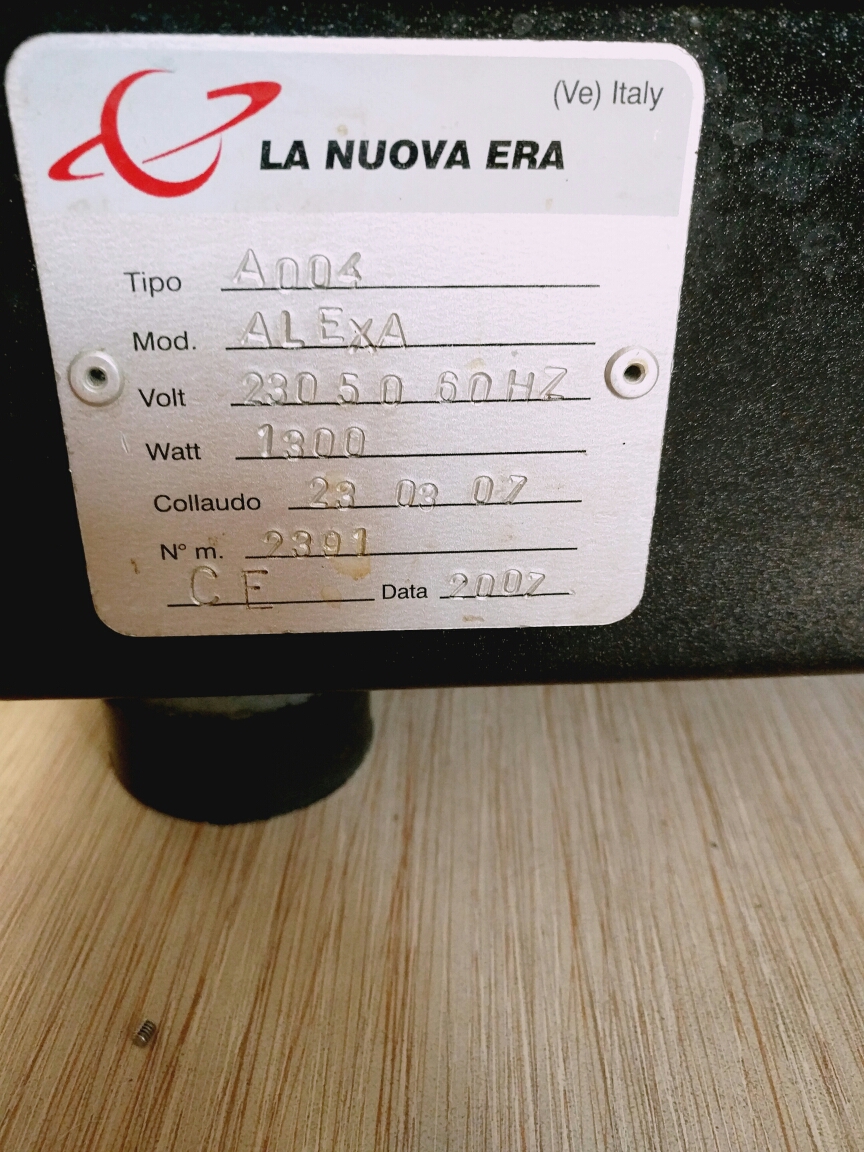 (Ve) Italy
LA NUOVA ERA
Tipo A004
Mod. ALEXA
Volt 230 50 60HZ
Watt 1300
Collaudo 23 03 07
N° m. 2391
CE Data 2007